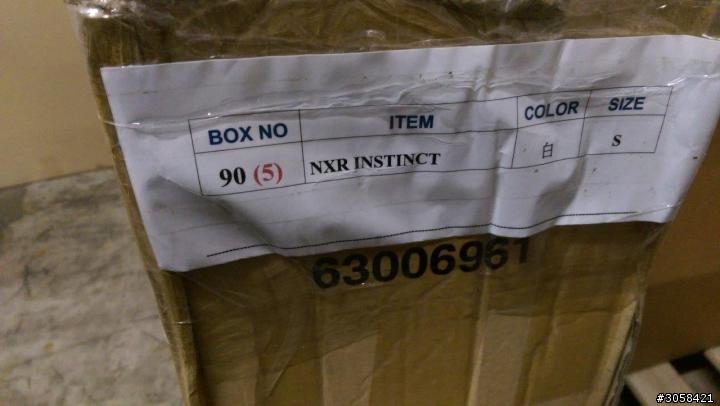 BOX NO ITEM COLOR SIZE
90 (5) NXR INSTINCT 白 S
63006961
#3058421